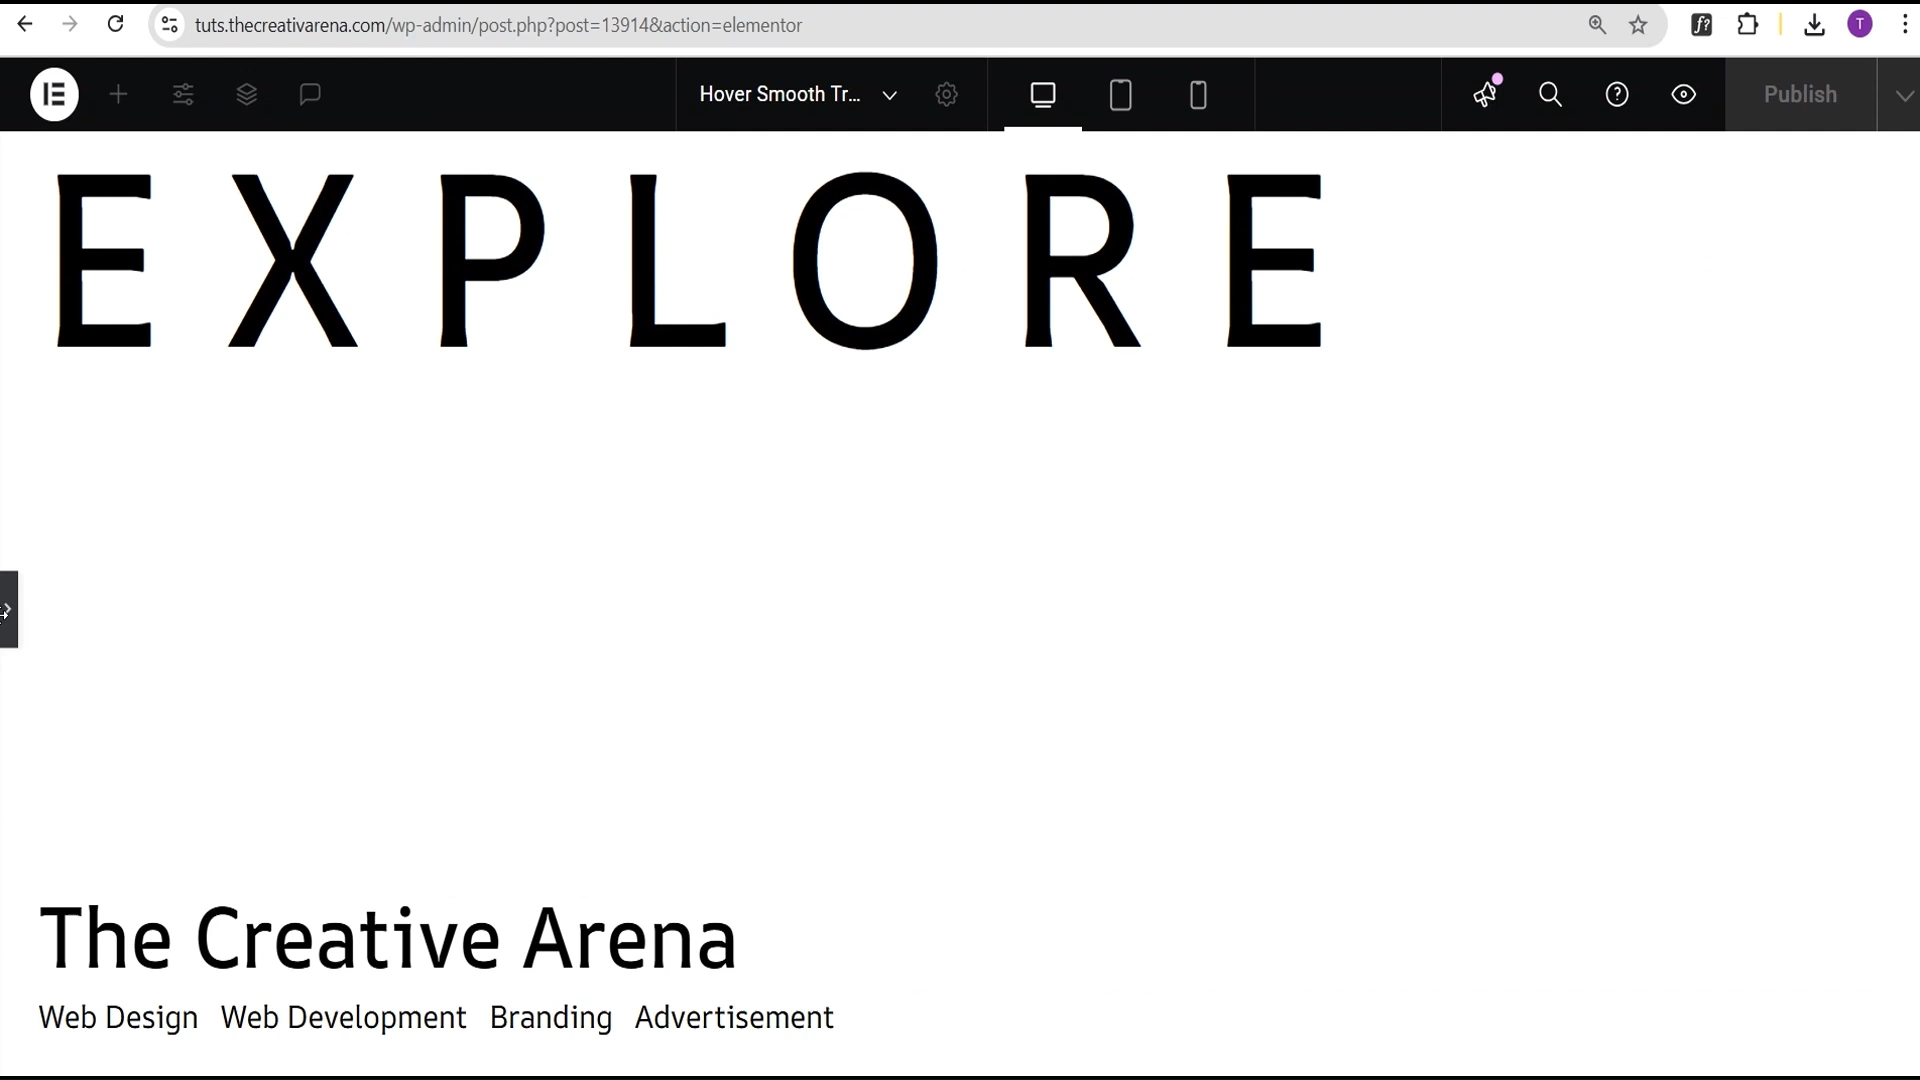 tuts.thecreativarena.com/wp-admin/post.php?post=13914&action=elementor
f?
T
Hover Smooth Tr...
Publish
EXPLORE
The Creative Arena
Web Design Web Development Branding Advertisement